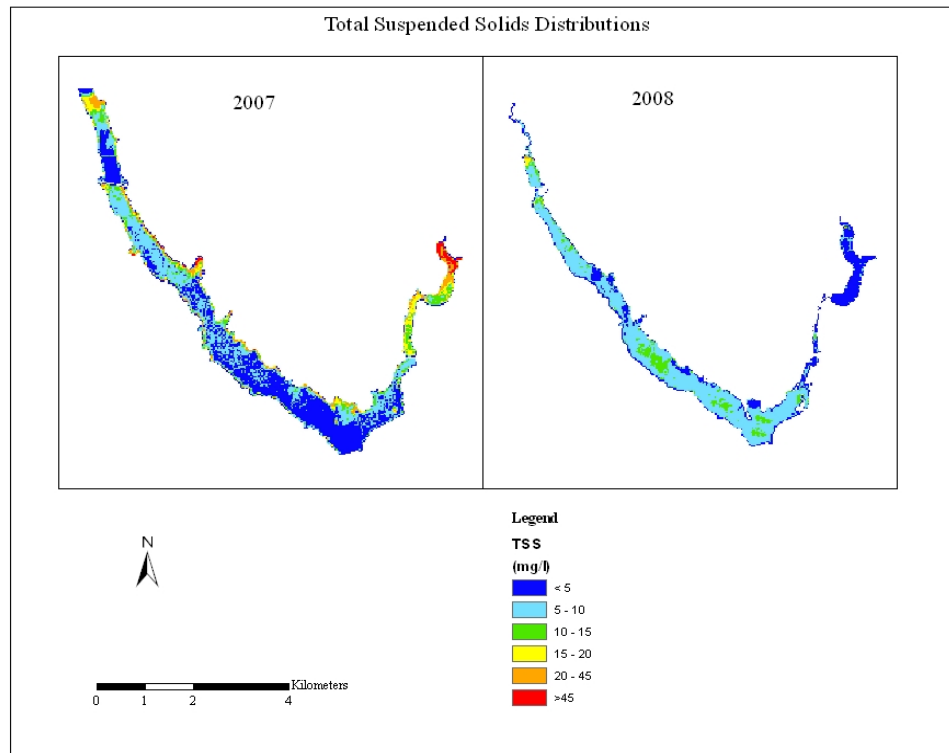 Total Suspended Solids Distributions
2007
2008
N
Kilometers
0 1 2 4
Legend
TSS
(mg/l)
< 5
5 - 10
10 - 15
15 - 20
20 - 45
>45